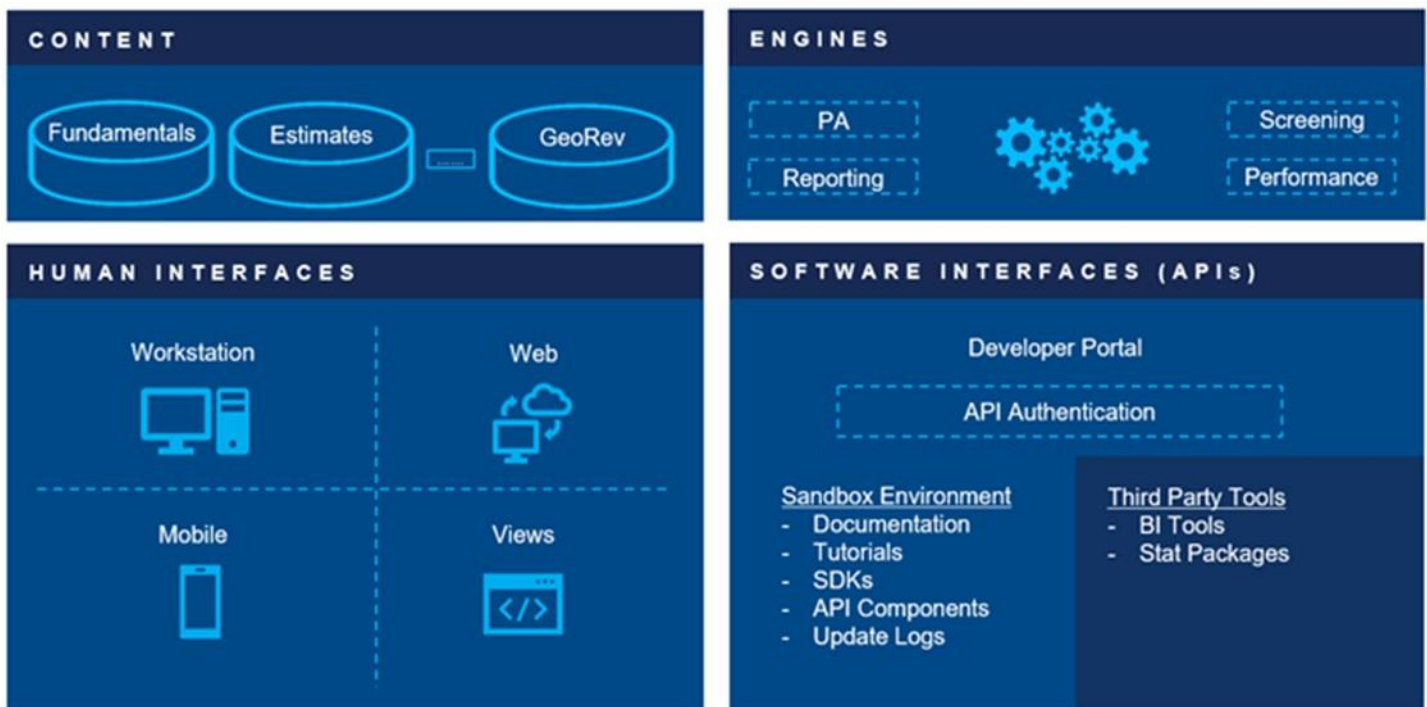 CONTENT
Fundamentals
Estimates
......
GeoRev
ENGINES
PA
Reporting
Screening
Performance
HUMAN INTERFACES
Workstation
Web
Mobile
Views
</>
SOFTWARE INTERFACES (APIs)
Developer Portal
API Authentication
Sandbox Environment
- Documentation
- Tutorials
- SDKs
- API Components
- Update Logs
Third Party Tools
- BI Tools
- Stat Packages